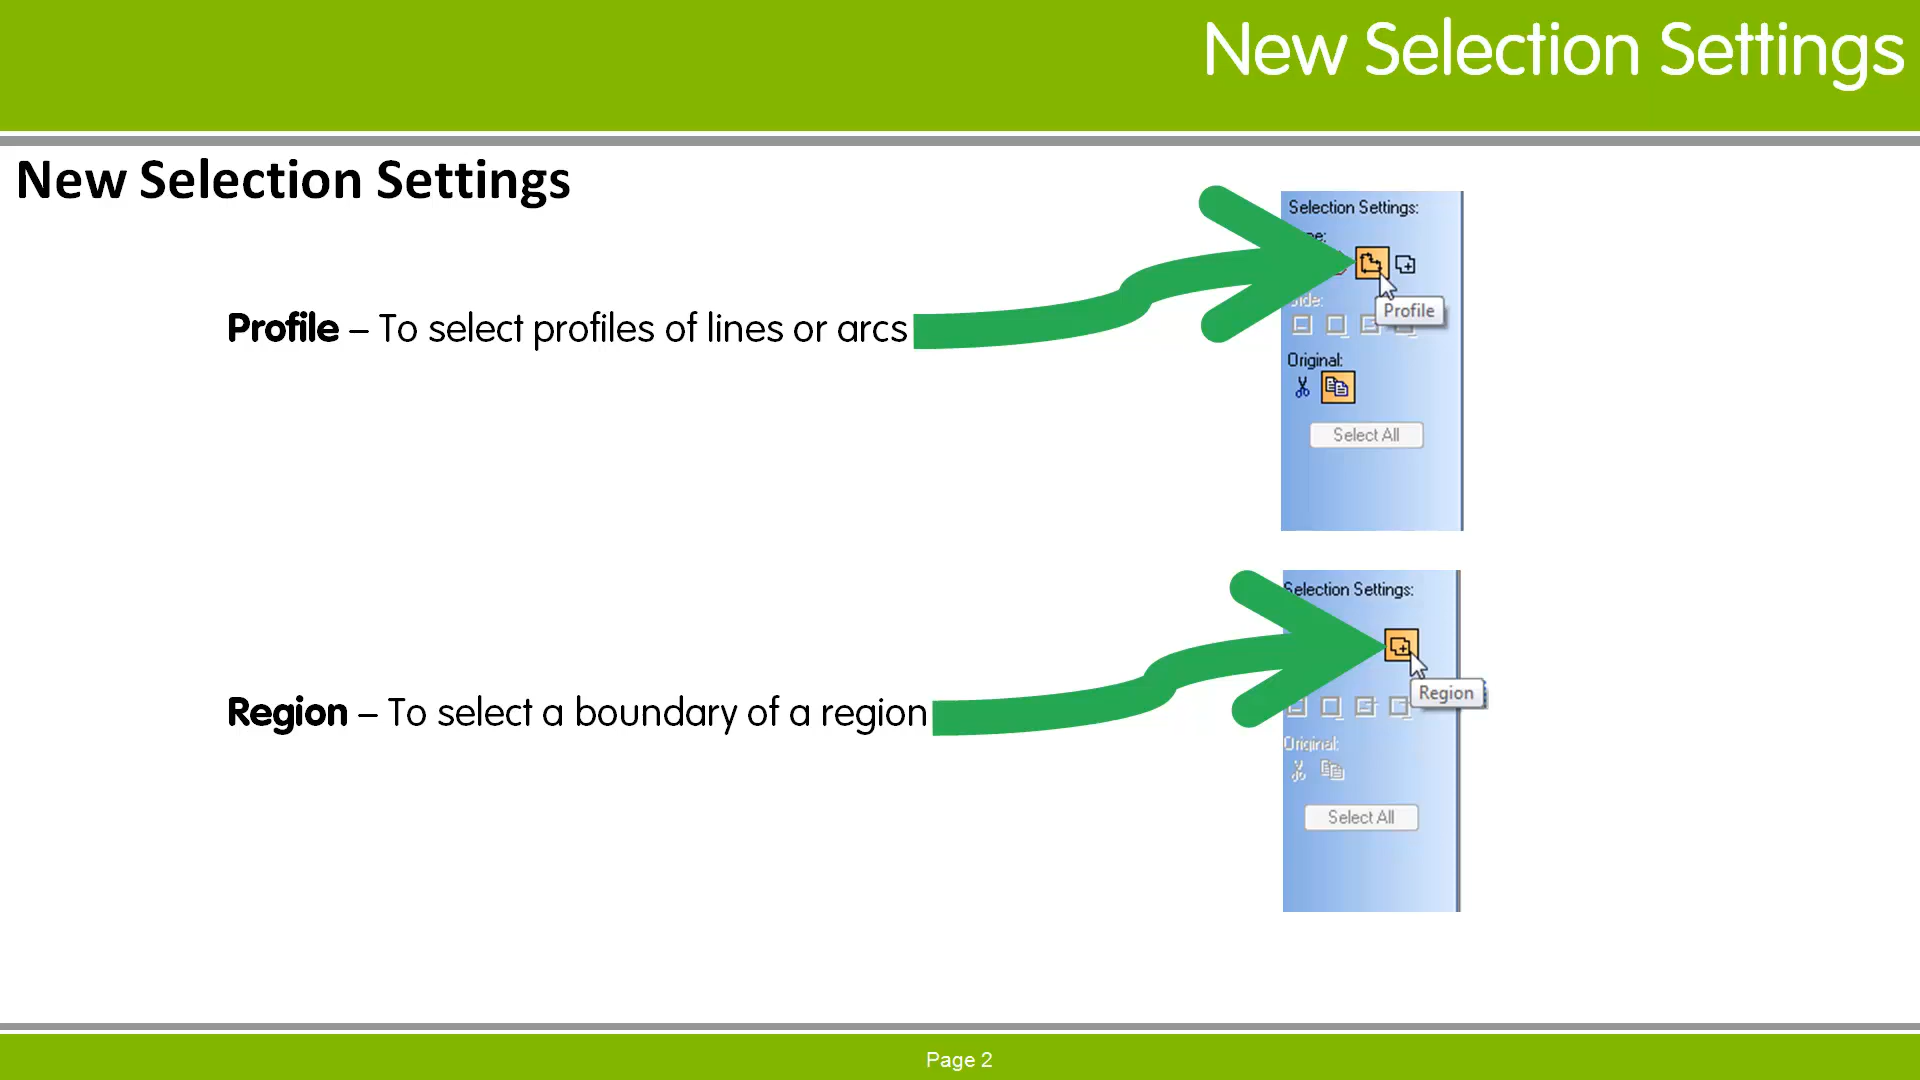 New Selection Settings
New Selection Settings
Selection Settings:
Profile – To select profiles of lines or arcs
Profile
Original:
Select All
Selection Settings:
Region – To select a boundary of a region
Region
Original:
Select All
Page 2